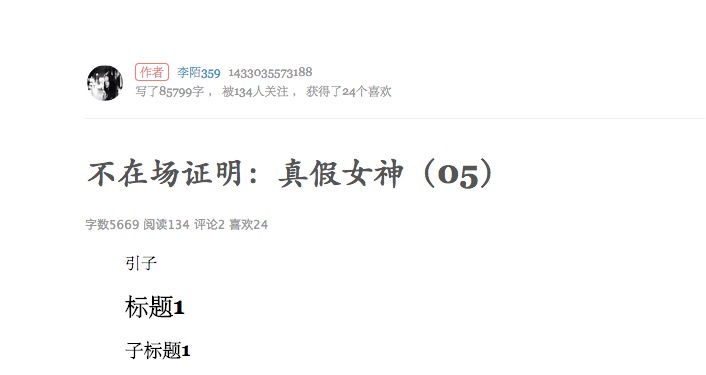 作者 李陌359 1433035573188
写了85799字， 被134人关注， 获得了24个喜欢
不在场证明：真假女神（05）
字数5669 阅读134 评论2 喜欢24
引子
标题1
子标题1